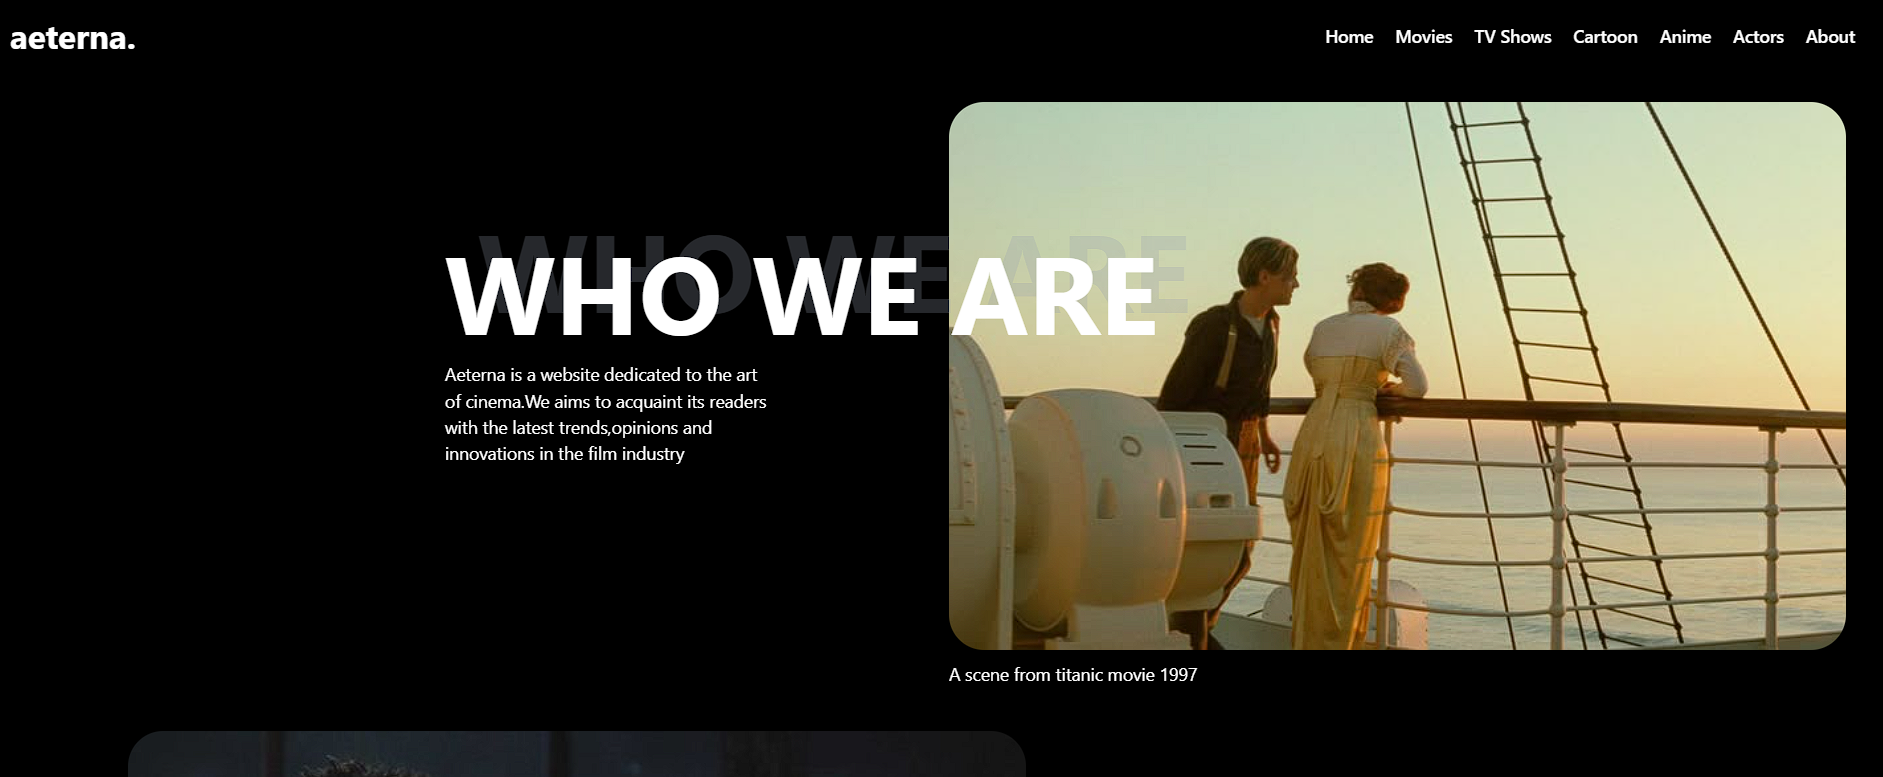 aeterna.
Home Movies TV Shows Cartoon Anime Actors About
WHO WE ARE
WHO WE ARE
Aeterna is a website dedicated to the art
of cinema.We aims to acquaint its readers
with the latest trends,opinions and
innovations in the film industry
A scene from titanic movie 1997